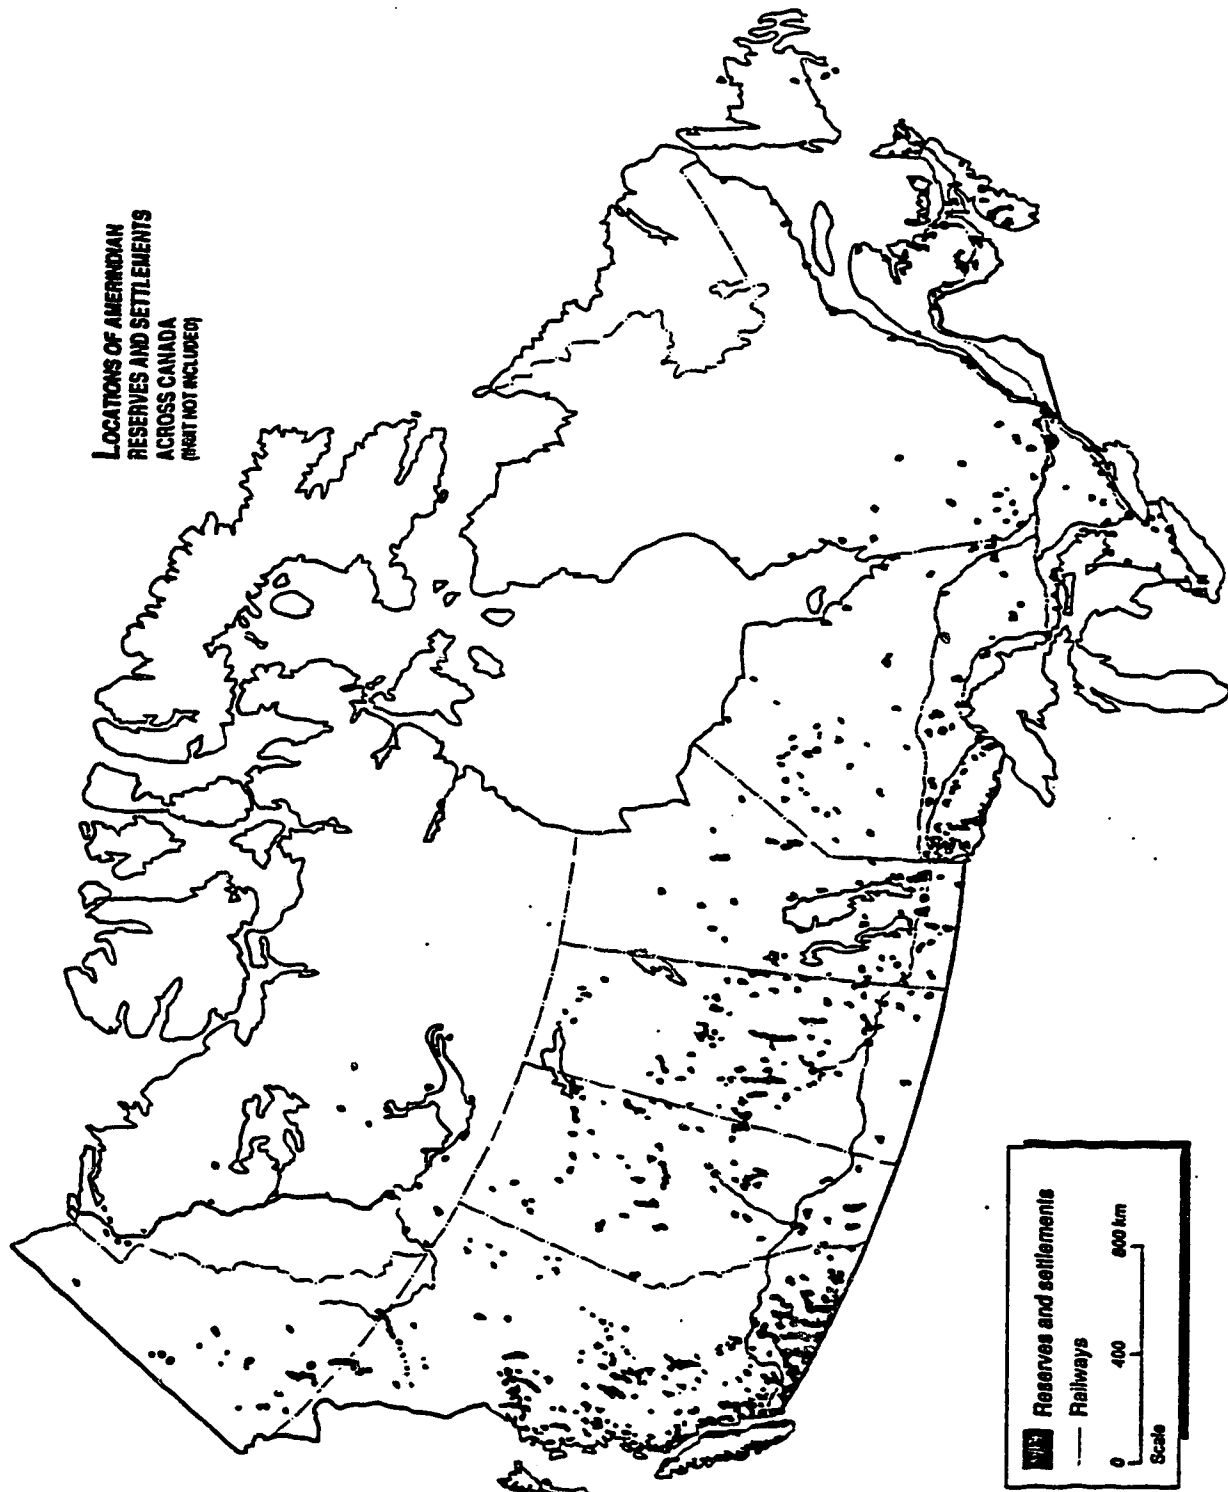 LOCATIONS OF AMERINDIAN
RESERVES AND SETTLEMENTS
ACROSS CANADA
(INUIT NOT INCLUDED)
Reserves and settlements
Railways
0 400 800 km
Scale